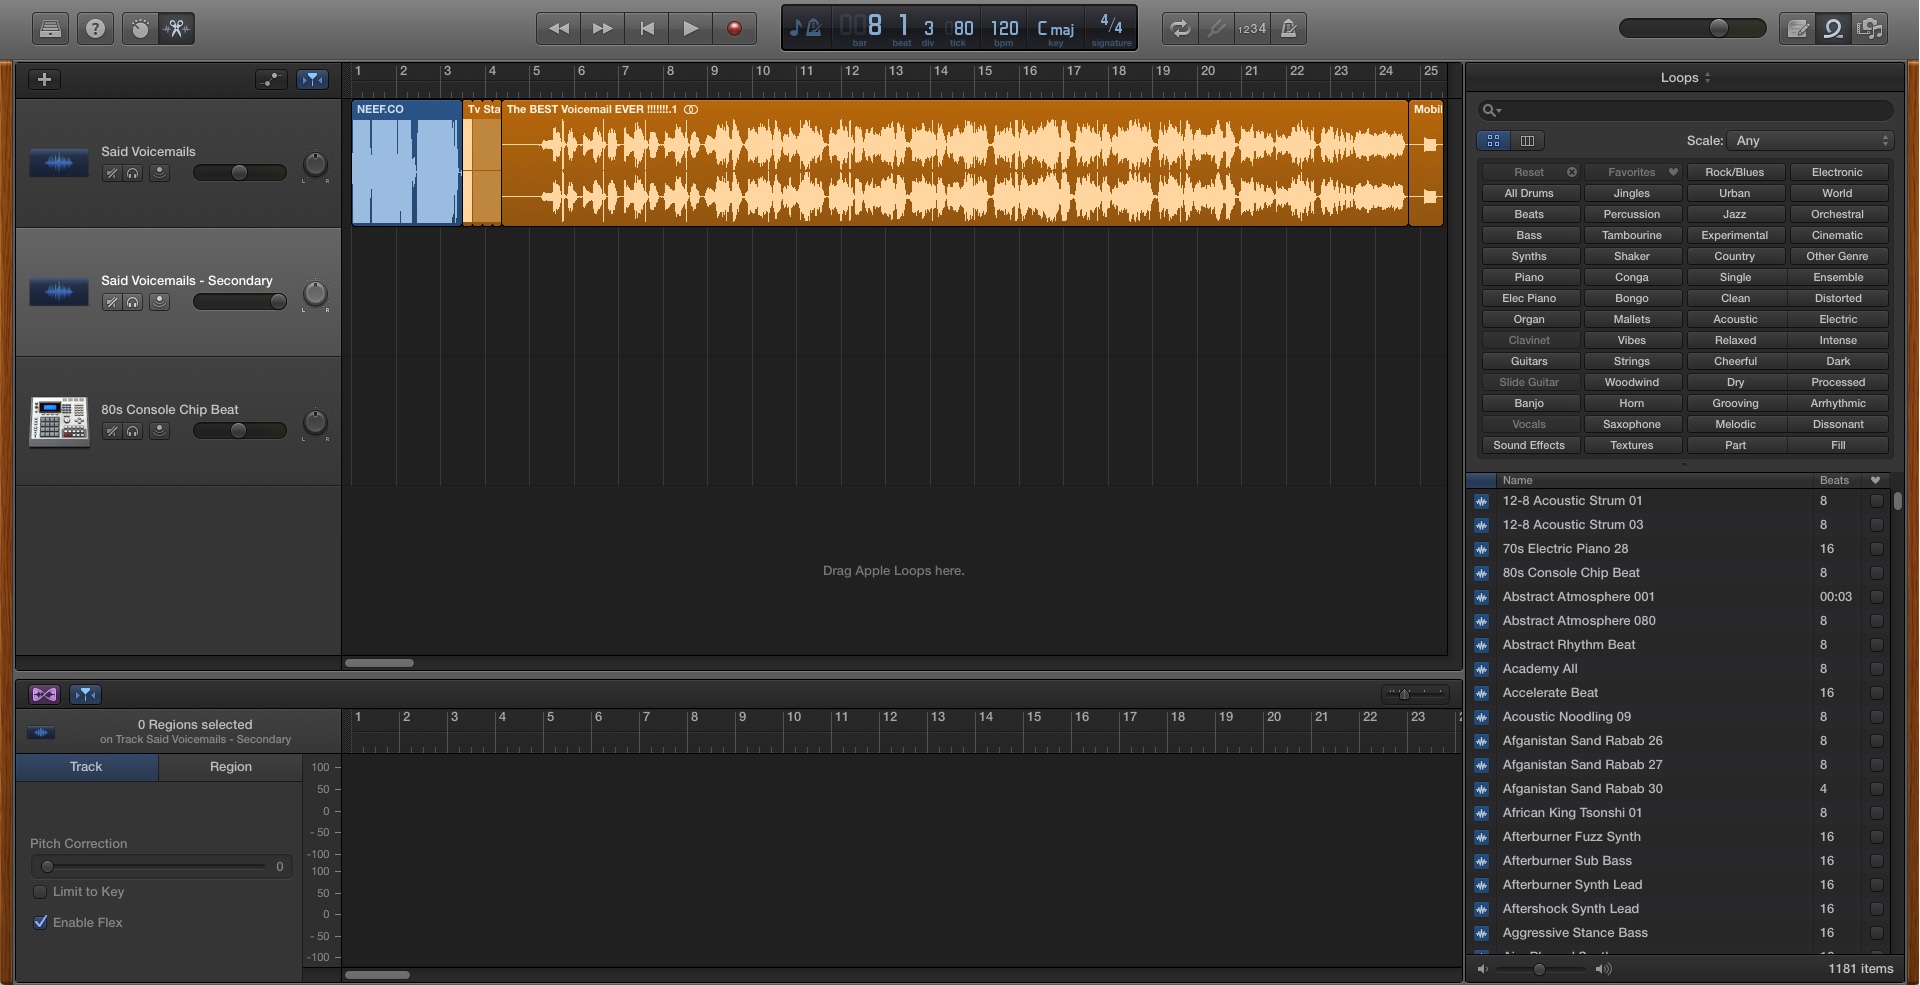 8 1 3 80 120 C maj 4/4
bar beat div tick bpm key signature
1234
1 2 3 4 5 6 7 8 9 10 11 12 13 14 15 16 17 18 19 20 21 22 23 24 25
NEEF.CO
Tv Sta
The BEST Voicemail EVER !!!!!!!.1
Mobil
Said Voicemails
L R
Said Voicemails - Secondary
L R
80s Console Chip Beat
L R
Drag Apple Loops here.
0 Regions selected
on Track Said Voicemails - Secondary
Track Region
Pitch Correction
0
Limit to Key
Enable Flex
1 2 3 4 5 6 7 8 9 10 11 12 13 14 15 16 17 18 19 20 21 22 23
100
50
0
- 50
-100
100
50
0
- 50
-100
Loops
Scale: Any
Reset Favorites Rock/Blues Electronic
All Drums Jingles Urban World
Beats Percussion Jazz Orchestral
Bass Tambourine Experimental Cinematic
Synths Shaker Country Other Genre
Piano Conga Single Ensemble
Elec Piano Bongo Clean Distorted
Organ Mallets Acoustic Electric
Clavinet Vibes Relaxed Intense
Guitars Strings Cheerful Dark
Slide Guitar Woodwind Dry Processed
Banjo Horn Grooving Arrhythmic
Vocals Saxophone Melodic Dissonant
Sound Effects Textures Part Fill
Name Beats
12-8 Acoustic Strum 01 8
12-8 Acoustic Strum 03 8
70s Electric Piano 28 16
80s Console Chip Beat 8
Abstract Atmosphere 001 00:03
Abstract Atmosphere 080 8
Abstract Rhythm Beat 8
Academy All 8
Accelerate Beat 16
Acoustic Noodling 09 8
Afganistan Sand Rabab 26 8
Afganistan Sand Rabab 27 8
Afganistan Sand Rabab 30 4
African King Tsonshi 01 8
Afterburner Fuzz Synth 16
Afterburner Sub Bass 16
Afterburner Synth Lead 16
Aftershock Synth Lead 16
Aggressive Stance Bass 16
1181 items